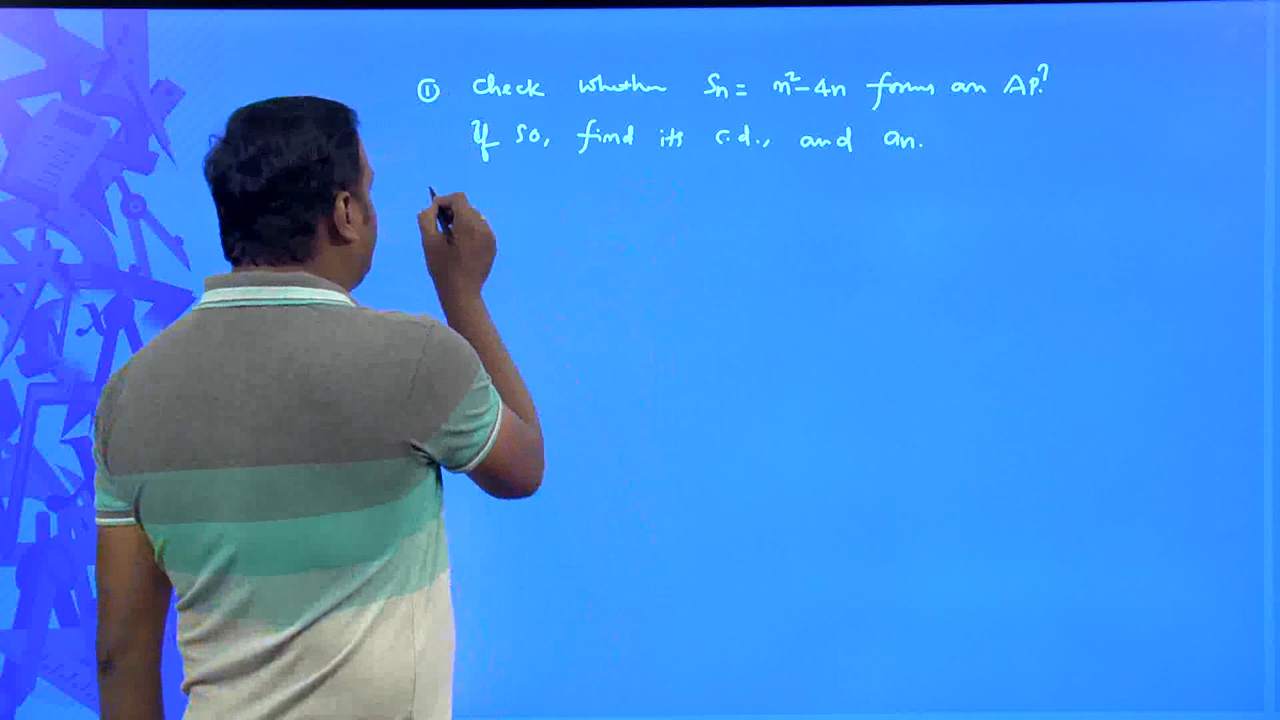 ① Check whether Sn = n²-4n forms an AP?
If so, find its c.d., and an.